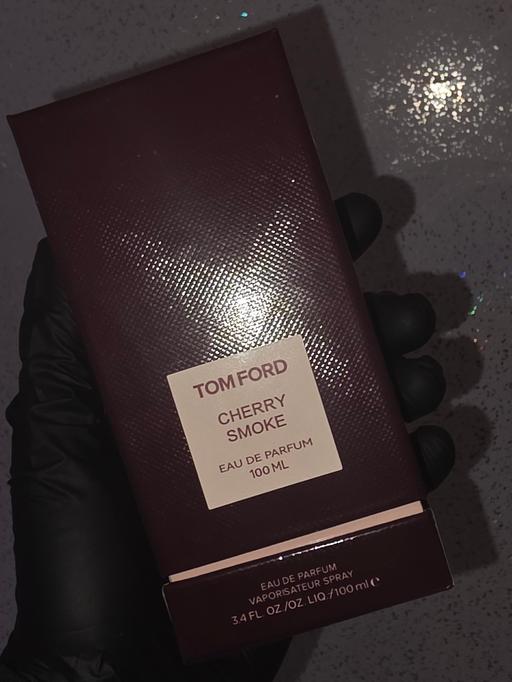 TOM FORD
CHERRY
SMOKE
EAU DE PARFUM
100 ML
EAU DE PARFUM
VAPORISATEUR SPRAY
3.4 FL. OZ./OZ. LIQ./100 ml ℮